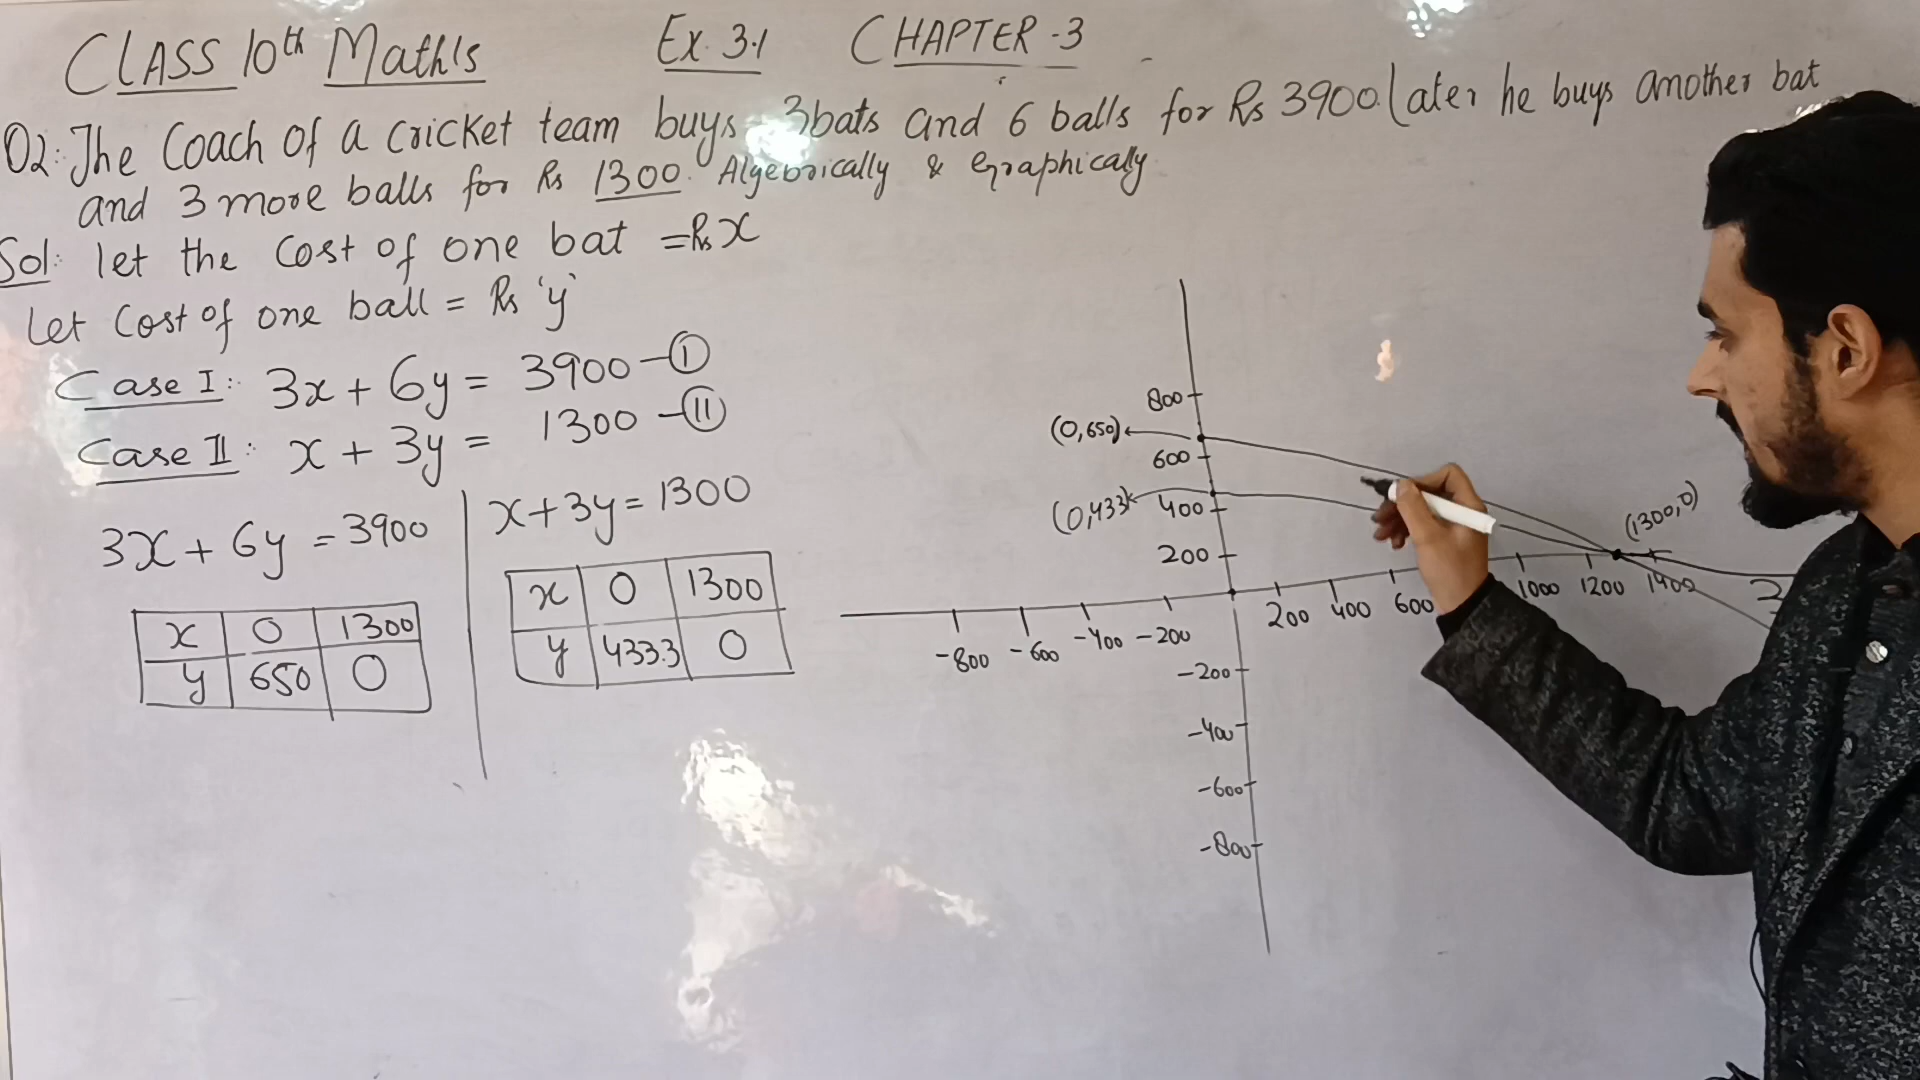 CLASS 10th Math's Ex. 3.1 CHAPTER-3
Q2: The Coach of a cricket team buys 3bats and 6 balls for Rs 3900. Later he buys another bat
and 3 more balls for Rs 1300. Algebrically & Graphically
Sol: let the cost of one bat = Rs x
Let Cost of one ball = Rs 'y'
Case I:- 3x + 6y = 3900 - I
Case II:- x + 3y = 1300 - II
3x + 6y = 3900
x 0 1300
y 650 0
x + 3y = 1300
x 0 1300
y 433.3 0
800
(0,650)
600
(0,433)
400
200
(1300,0)
-800 -600 -400 -200 200 400 600 1000 1200 1400
-200
-400
-600
-800